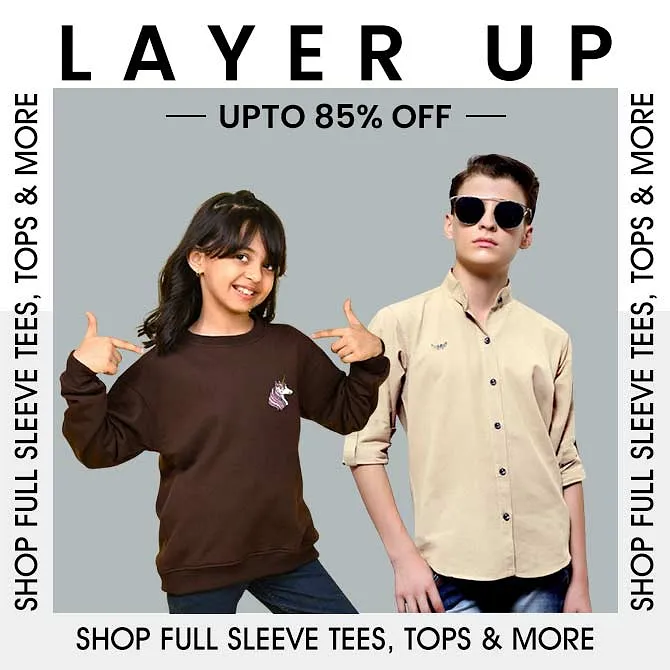 LAYER UP
UPTO 85% OFF
SHOP FULL SLEEVE TEES, TOPS & MORE
SHOP FULL SLEEVE TEES, TOPS & MORE
SHOP FULL SLEEVE TEES, TOPS & MORE